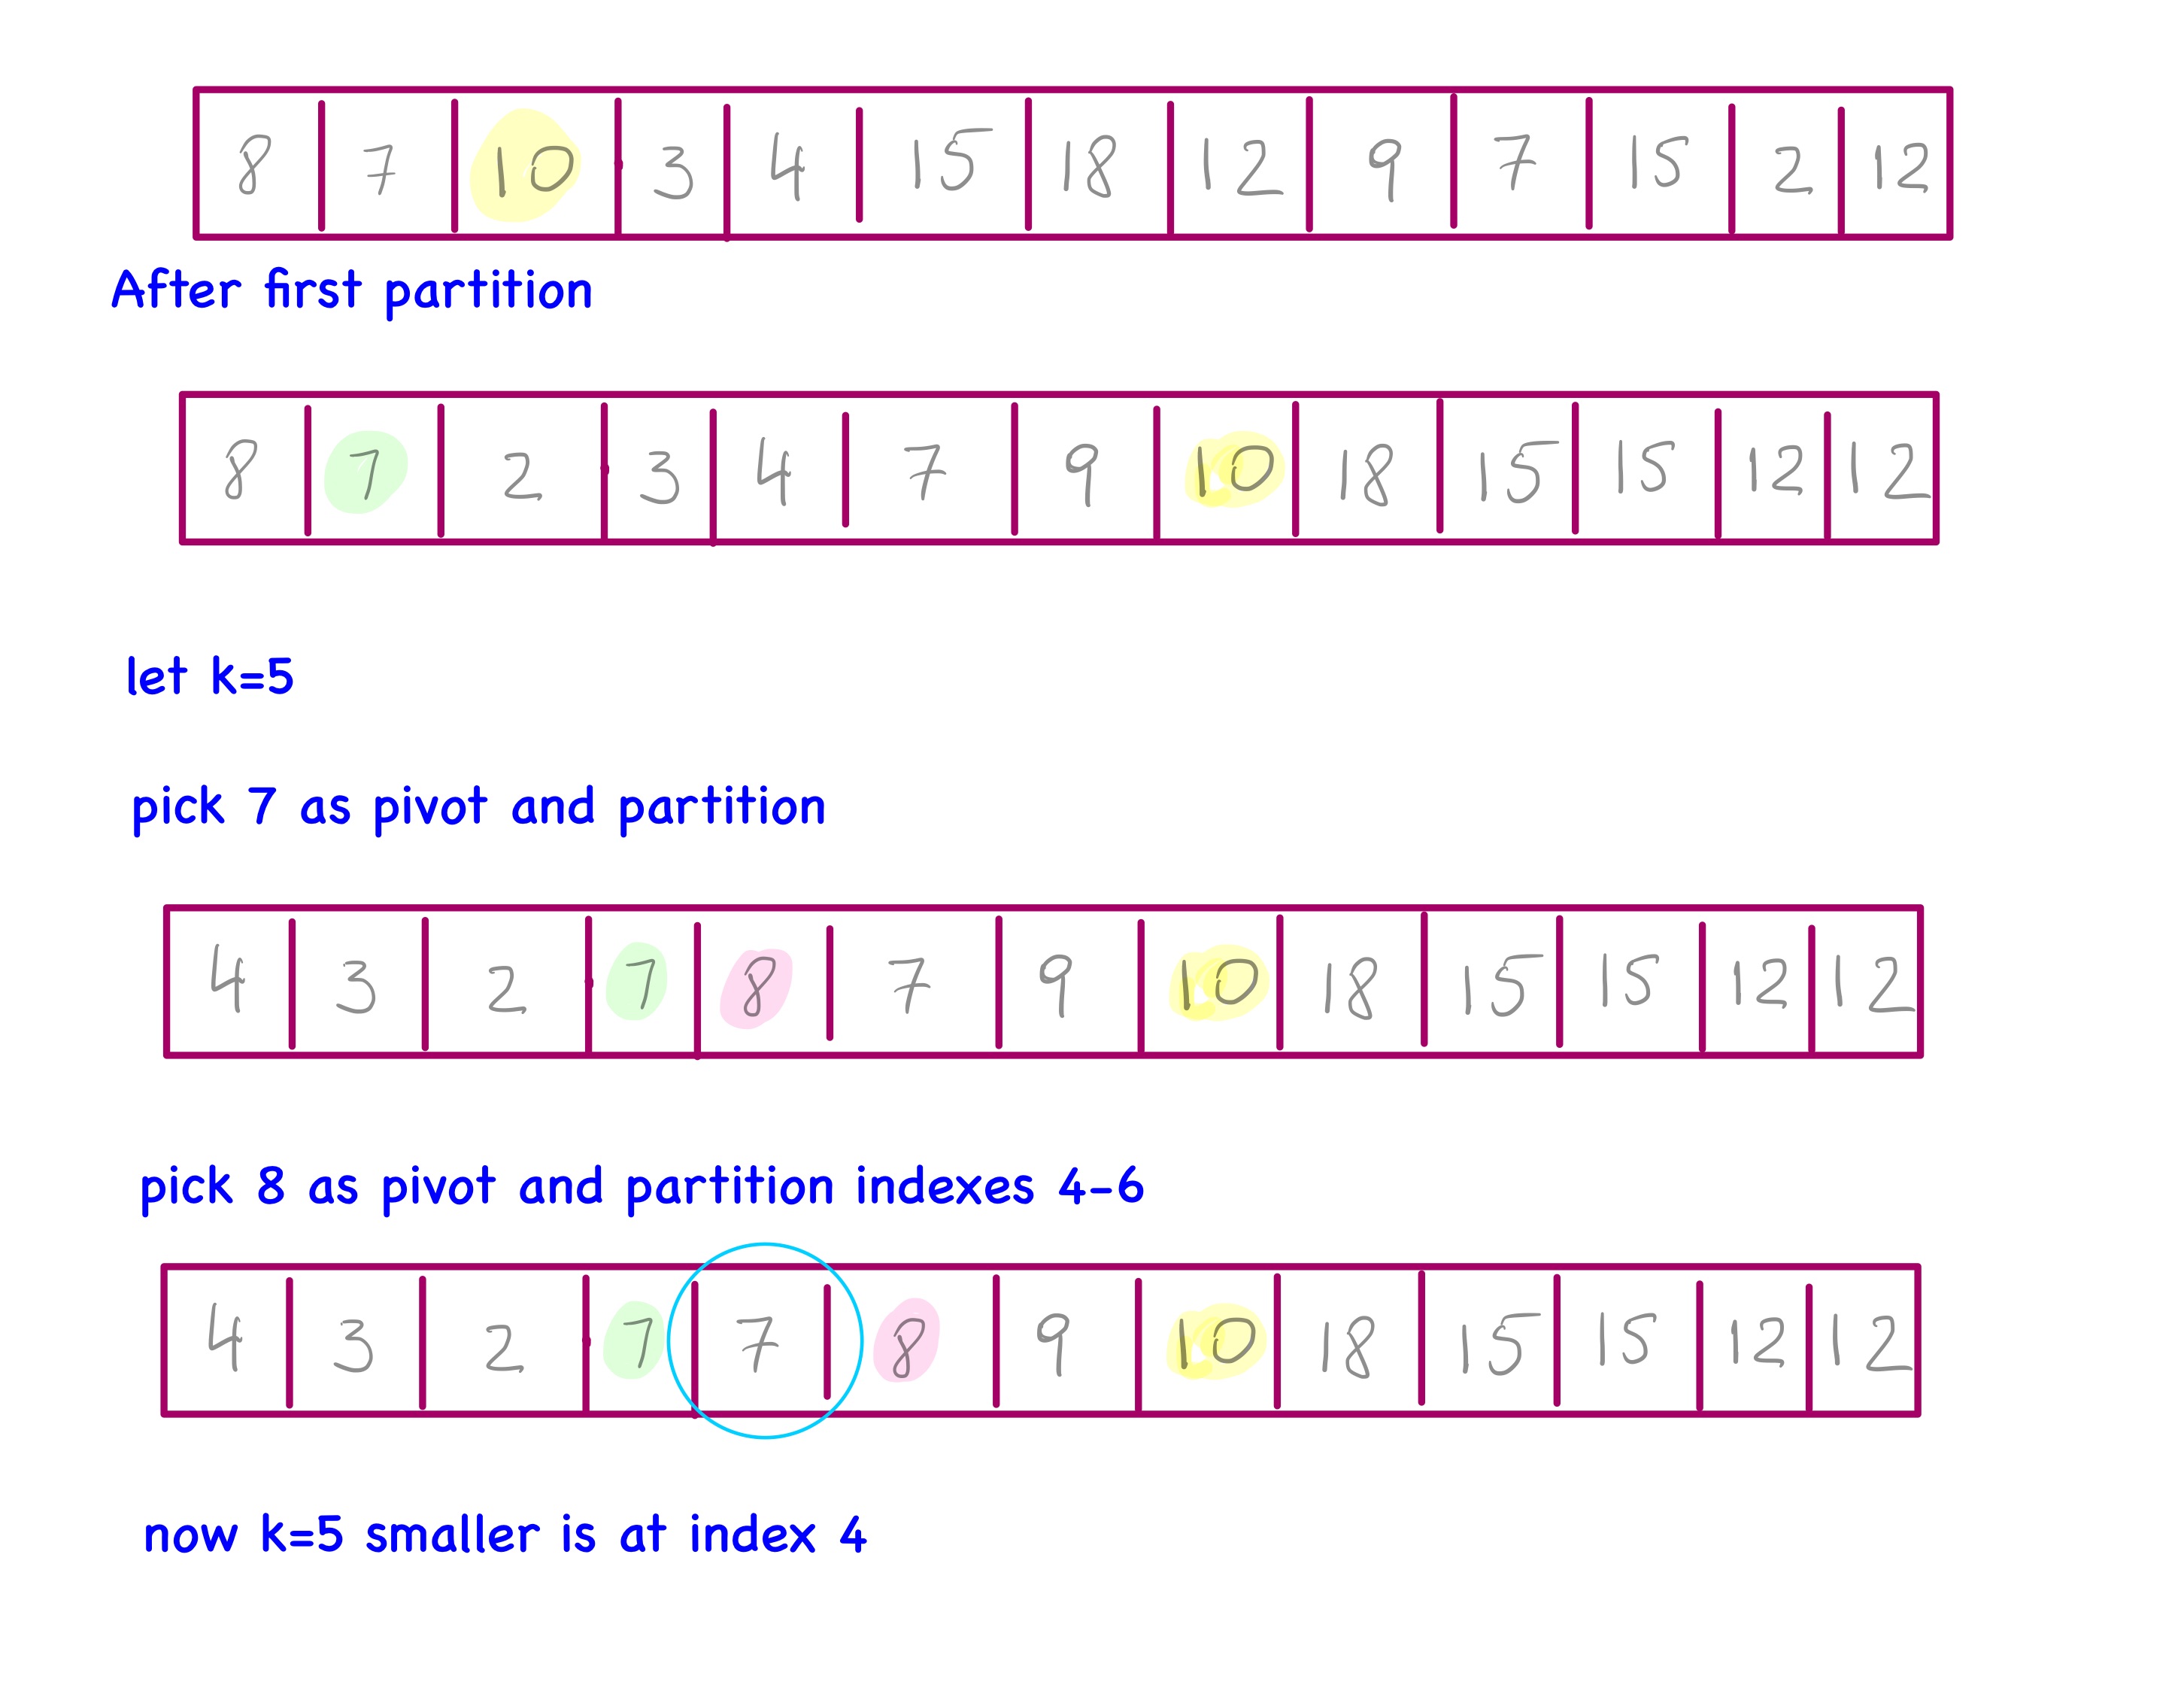 8 7 10 3 4 15 18 12 9 7 15 2 12
After first partition
8 7 2 3 4 7 9 10 18 15 15 12 12
let k=5
pick 7 as pivot and partition
4 3 2 7 8 7 9 10 18 15 15 12 12
pick 8 as pivot and partition indexes 4-6
4 3 2 7 7 8 9 10 18 15 15 12 12
now k=5 smaller is at index 4